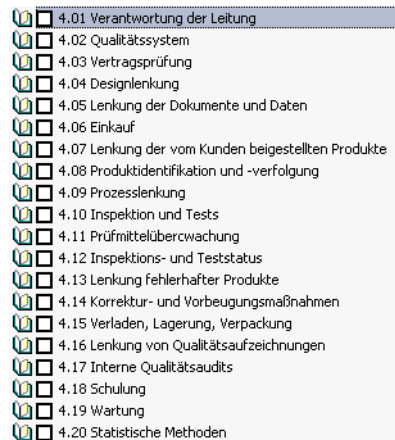 4.01 Verantwortung der Leitung
4.02 Qualitätssystem
4.03 Vertragsprüfung
4.04 Designlenkung
4.05 Lenkung der Dokumente und Daten
4.06 Einkauf
4.07 Lenkung der vom Kunden beigestellten Produkte
4.08 Produktidentifikation und -verfolgung
4.09 Prozesslenkung
4.10 Inspektion und Tests
4.11 Prüfmittelübercwachung
4.12 Inspektions- und Teststatus
4.13 Lenkung fehlerhafter Produkte
4.14 Korrektur- und Vorbeugungsmaßnahmen
4.15 Verladen, Lagerung, Verpackung
4.16 Lenkung von Qualitätsaufzeichnungen
4.17 Interne Qualitätsaudits
4.18 Schulung
4.19 Wartung
4.20 Statistische Methoden